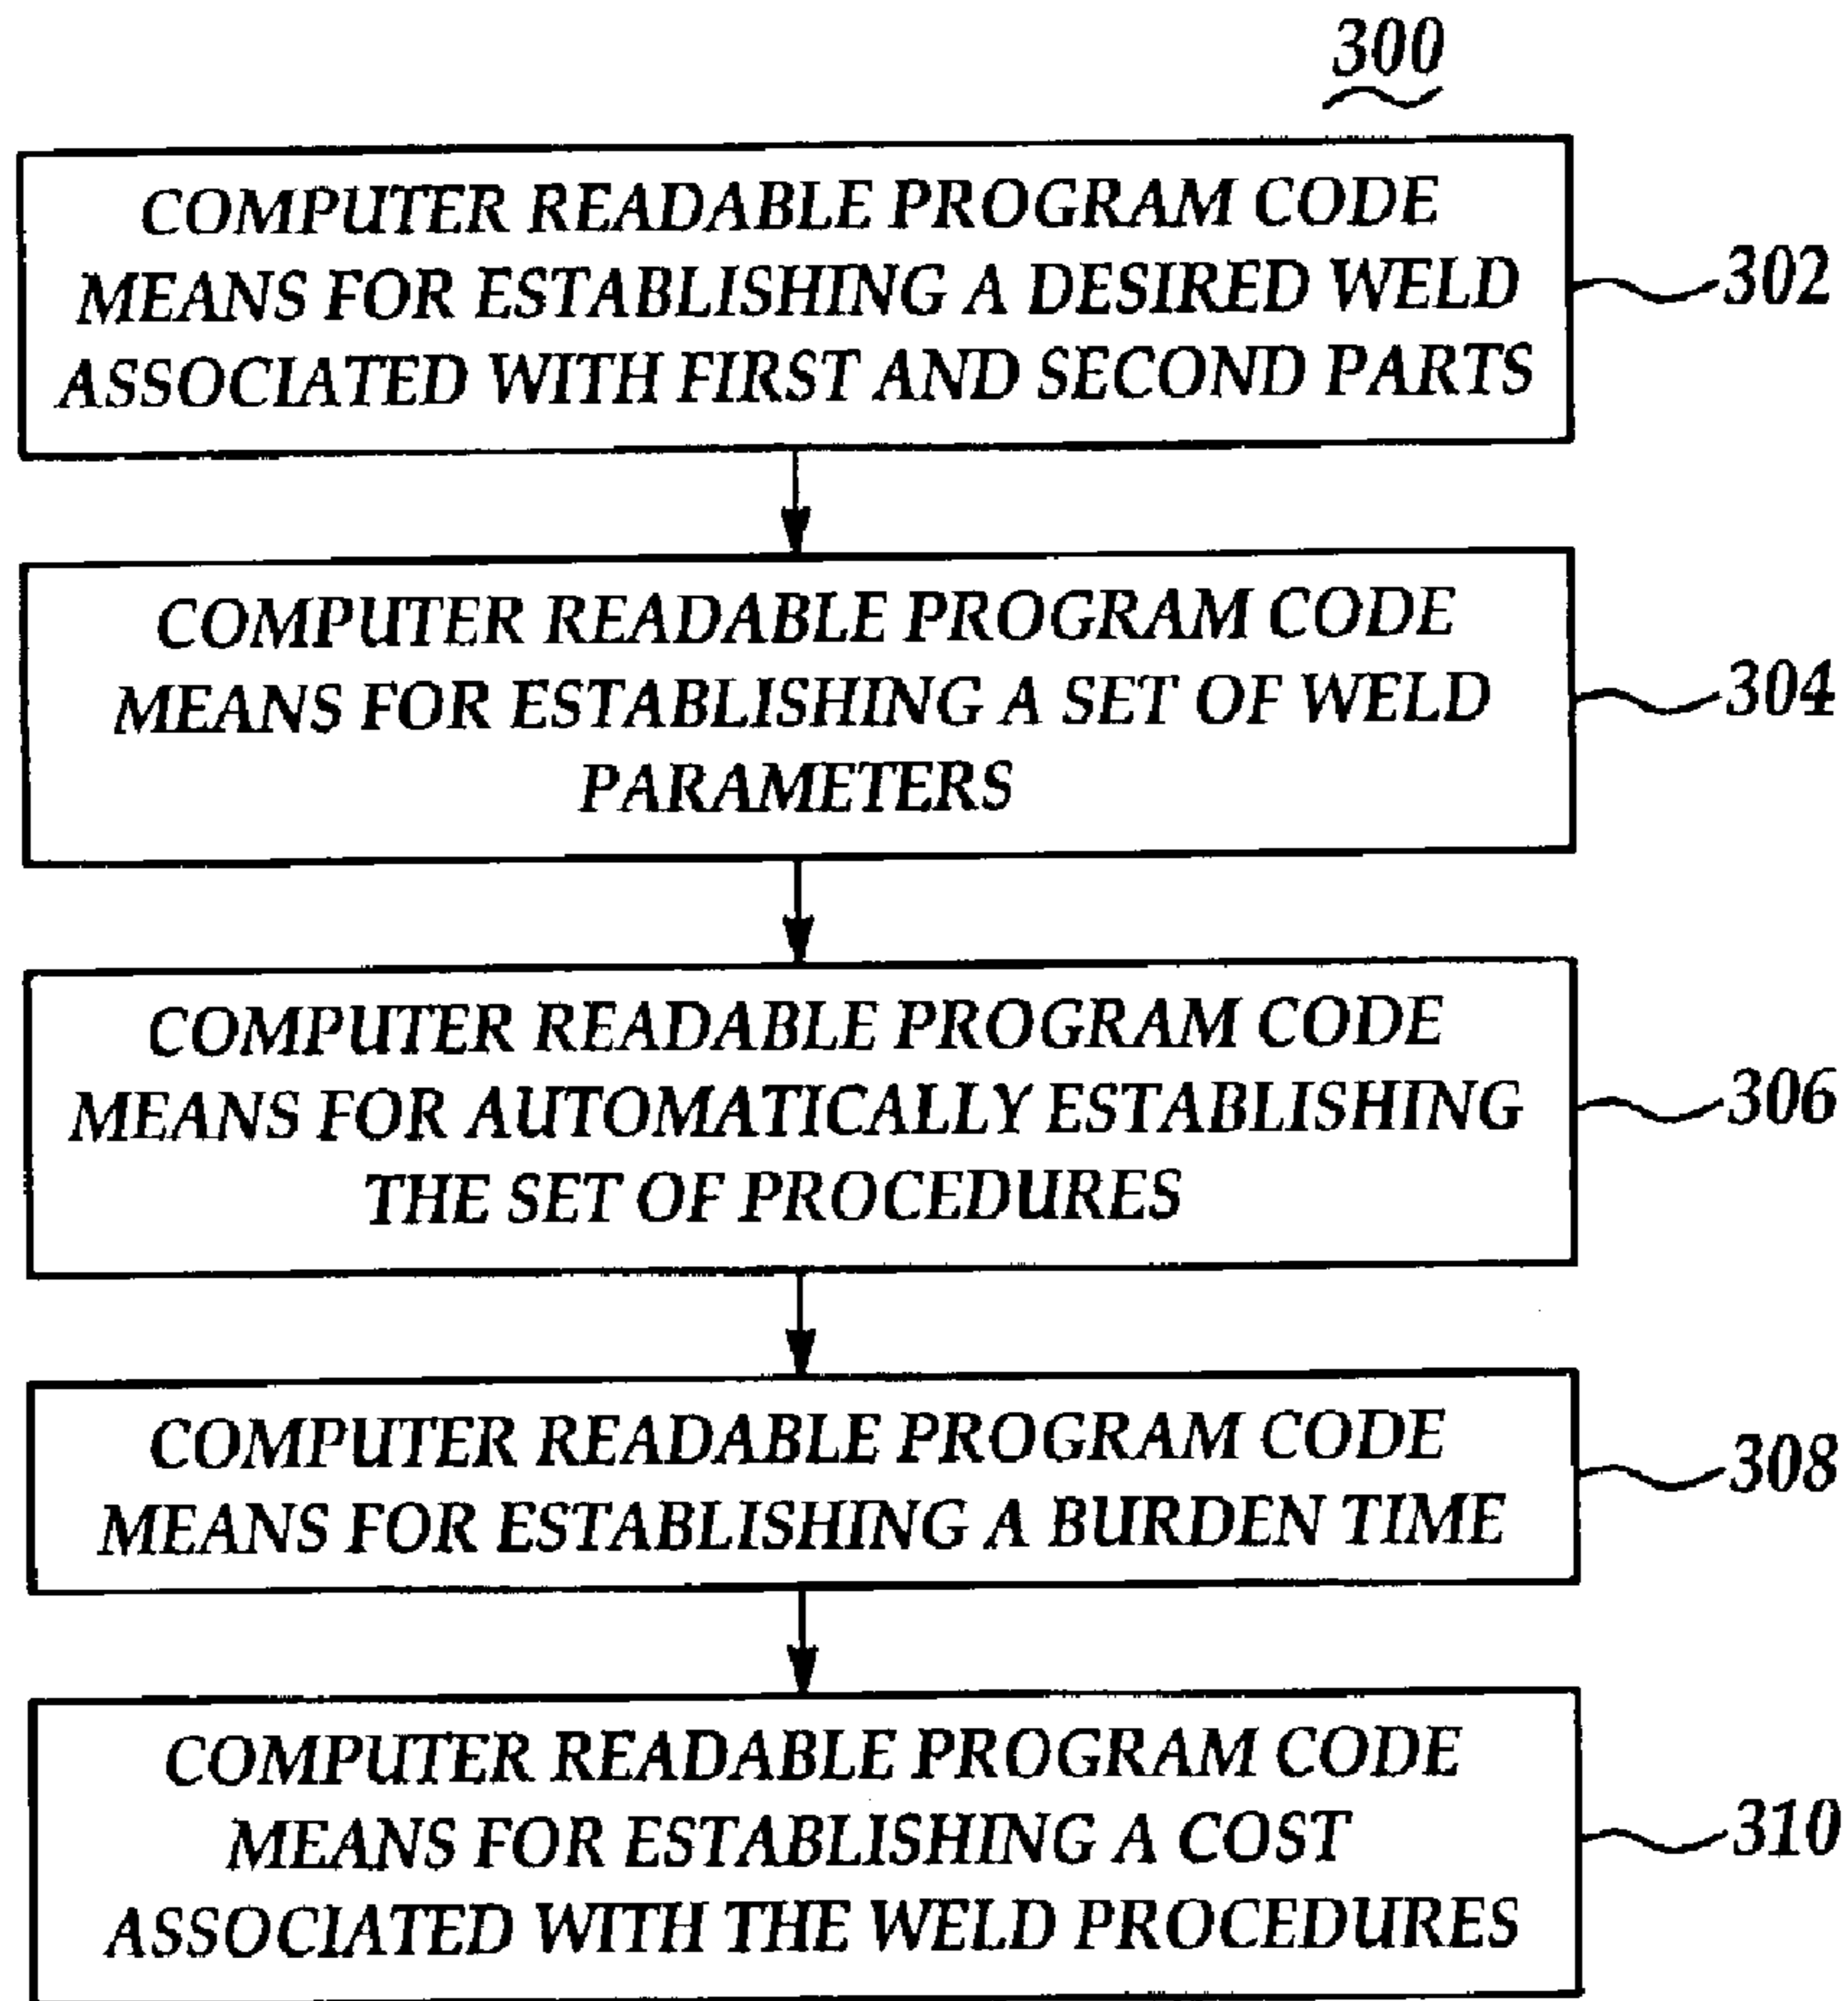 300
COMPUTER READABLE PROGRAM CODE
MEANS FOR ESTABLISHING A DESIRED WELD
ASSOCIATED WITH FIRST AND SECOND PARTS
302
COMPUTER READABLE PROGRAM CODE
MEANS FOR ESTABLISHING A SET OF WELD
PARAMETERS
304
COMPUTER READABLE PROGRAM CODE
MEANS FOR AUTOMATICALLY ESTABLISHING
THE SET OF PROCEDURES
306
COMPUTER READABLE PROGRAM CODE
MEANS FOR ESTABLISHING A BURDEN TIME
308
COMPUTER READABLE PROGRAM CODE
MEANS FOR ESTABLISHING A COST
ASSOCIATED WITH THE WELD PROCEDURES
310